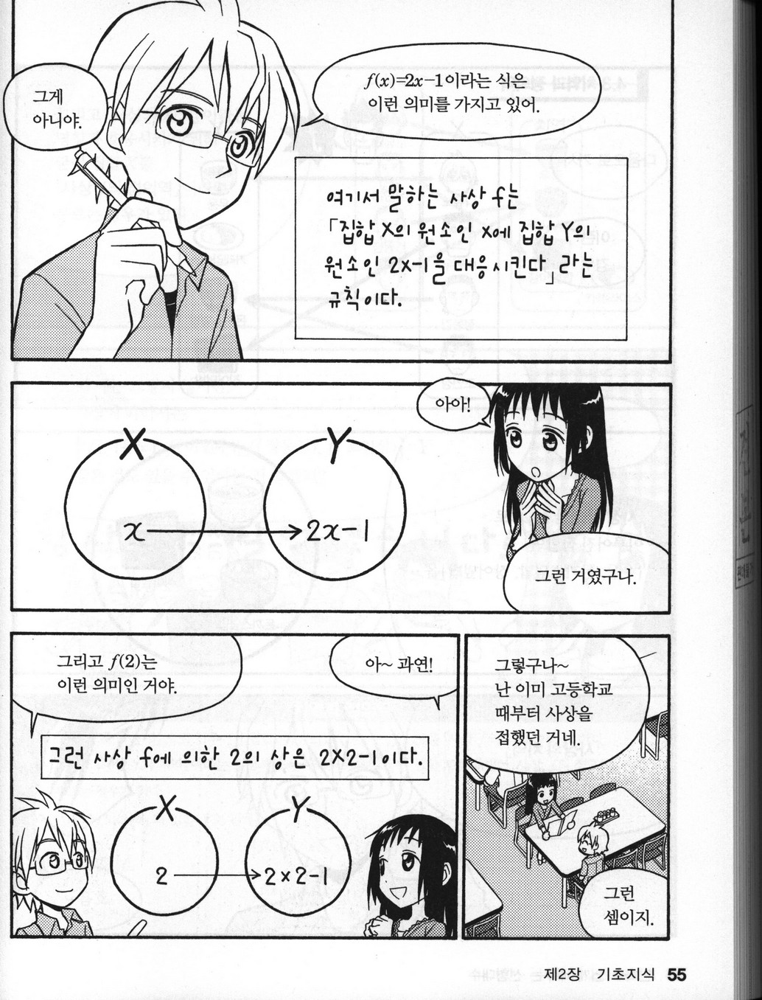 그게
아니야.
f(x)=2x-1이라는 식은
이런 의미를 가지고 있어.
여기서 말하는 사상 f는
「집합 X의 원소인 x에 집합 Y의
원소인 2x-1을 대응시킨다」라는
규칙이다.
아아!
X
Y
x
2x-1
그런 거였구나.
그리고 f(2)는
이런 의미인 거야.
아~ 과연!
그런 사상 f에 의한 2의 상은 2×2-1이다.
X
Y
2
2×2-1
그렇구나~
난 이미 고등학교
때부터 사상을
접했던 거네.
그런
셈이지.
제2장 기초지식 55